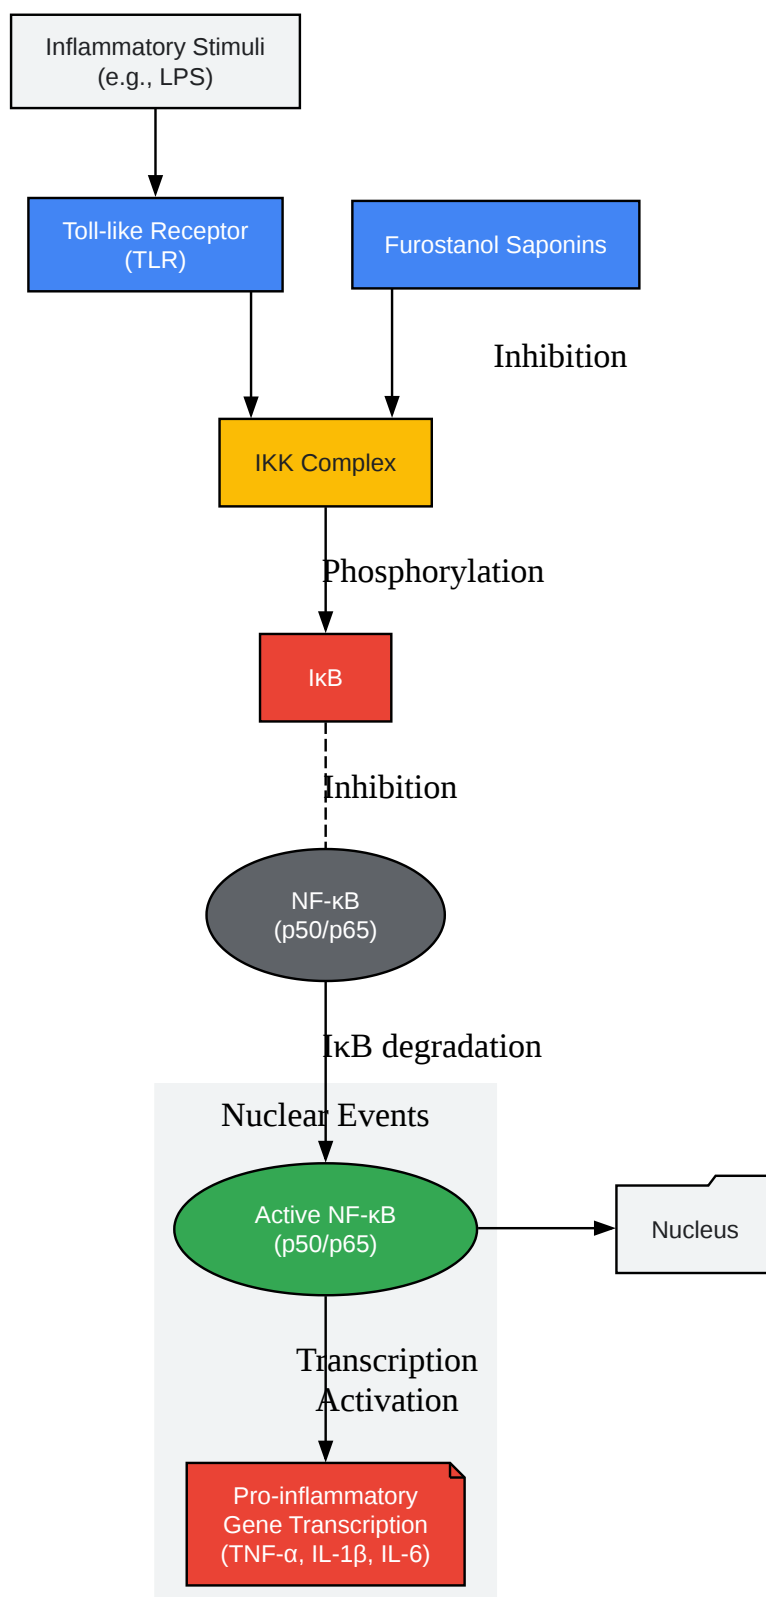 Inflammatory Stimuli
(e.g., LPS)
Toll-like Receptor
(TLR)
Furostanol Saponins
Inhibition
IKK Complex
Phosphorylation
IκB
Inhibition
NF-κB
(p50/p65)
IκB degradation
Nuclear Events
Active NF-κB
(p50/p65)
Nucleus
Transcription
Activation
Pro-inflammatory
Gene Transcription
(TNF-α, IL-1β, IL-6)